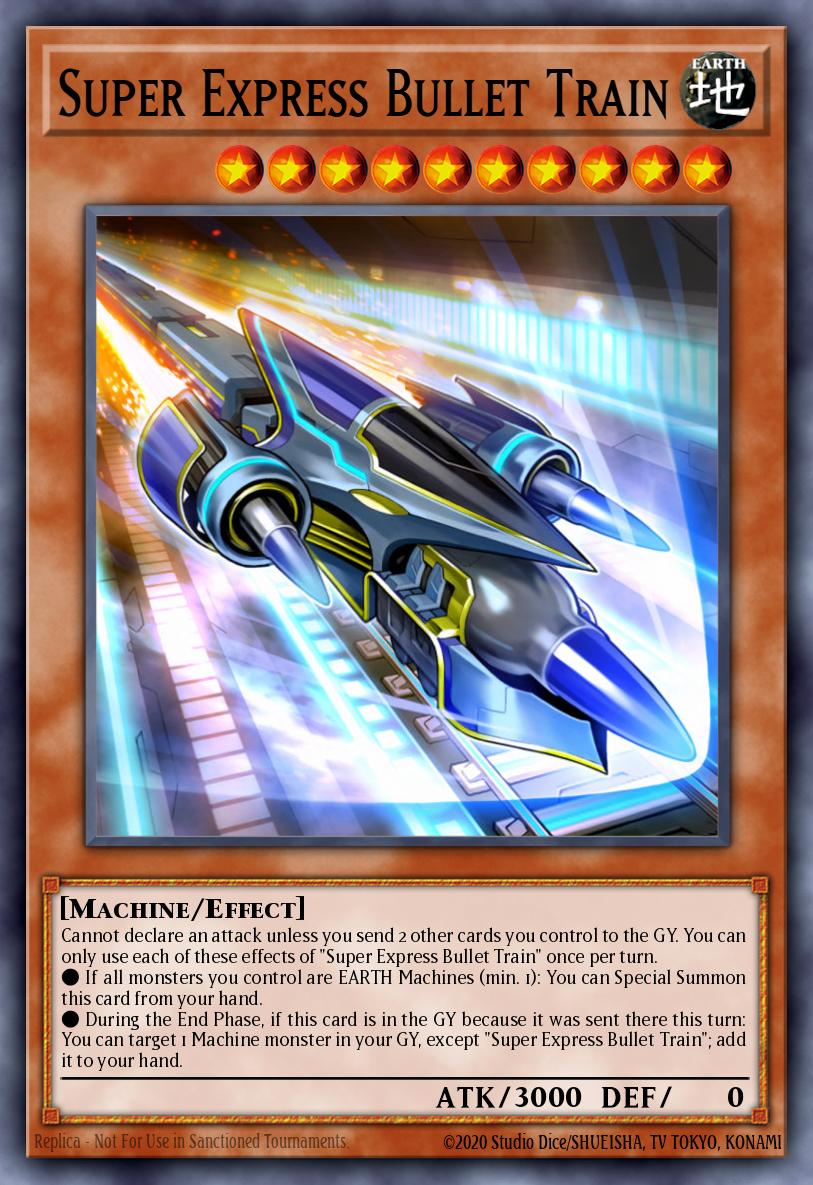 Super Express Bullet Train
EARTH
地
[Machine/Effect]
Cannot declare an attack unless you send 2 other cards you control to the GY. You can
only use each of these effects of "Super Express Bullet Train" once per turn.
● If all monsters you control are EARTH Machines (min. 1): You can Special Summon
this card from your hand.
● During the End Phase, if this card is in the GY because it was sent there this turn:
You can target 1 Machine monster in your GY, except "Super Express Bullet Train"; add
it to your hand.
ATK/3000 DEF/ 0
Replica - Not For Use in Sanctioned Tournaments.
©2020 Studio Dice/SHUEISHA, TV TOKYO, KONAMI